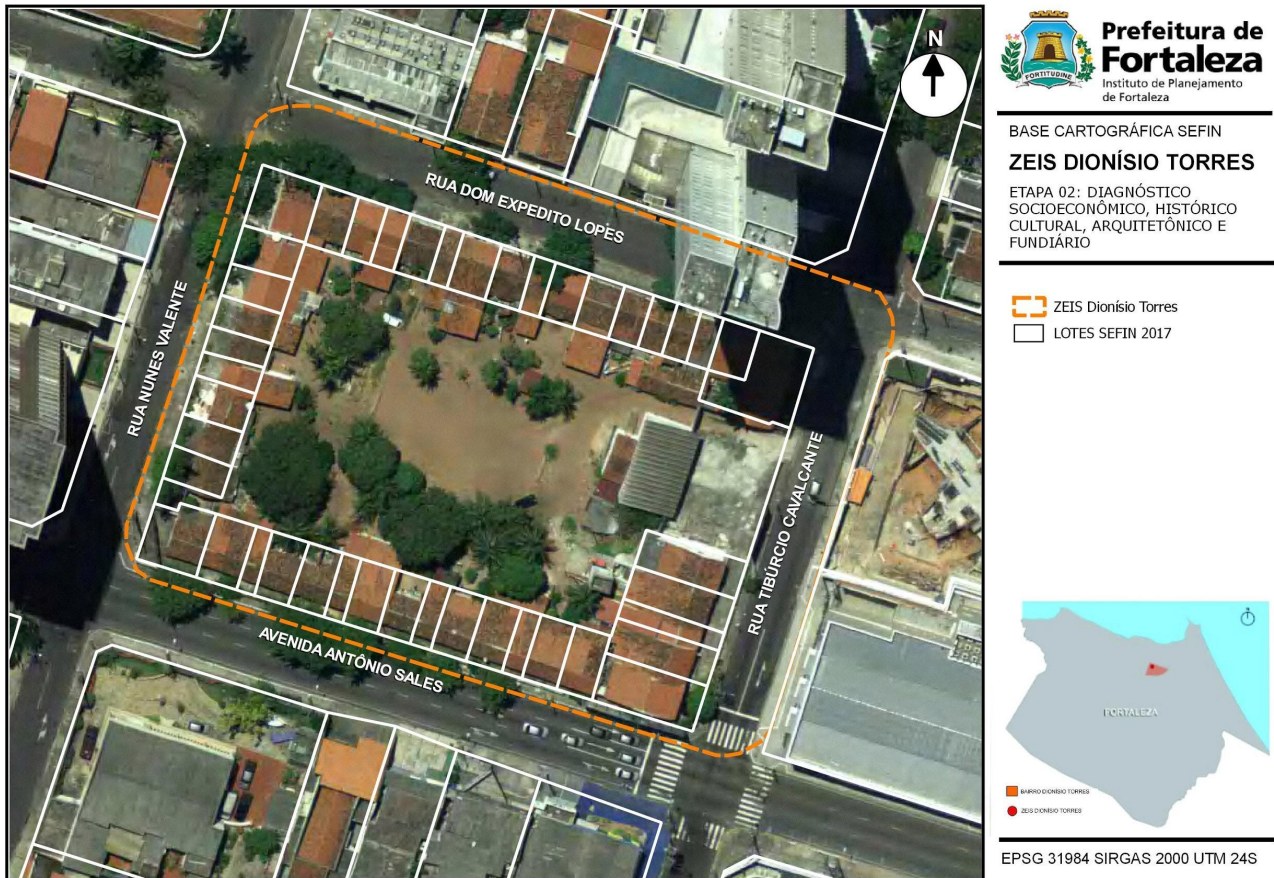 N
RUA DOM EXPEDITO LOPES
RUA NUNES VALENTE
RUA TIBÚRCIO CAVALCANTE
AVENIDA ANTÔNIO SALES
FORTITUDINE
Prefeitura de
Fortaleza
Instituto de Planejamento
de Fortaleza
BASE CARTOGRÁFICA SEFIN
ZEIS DIONÍSIO TORRES
ETAPA 02: DIAGNÓSTICO
SOCIOECONÔMICO, HISTÓRICO
CULTURAL, ARQUITETÔNICO E
FUNDIÁRIO
ZEIS Dionísio Torres
LOTES SEFIN 2017
FORTALEZA
BAIRRO DIONÍSIO TORRES
ZEIS DIONÍSIO TORRES
EPSG 31984 SIRGAS 2000 UTM 24S